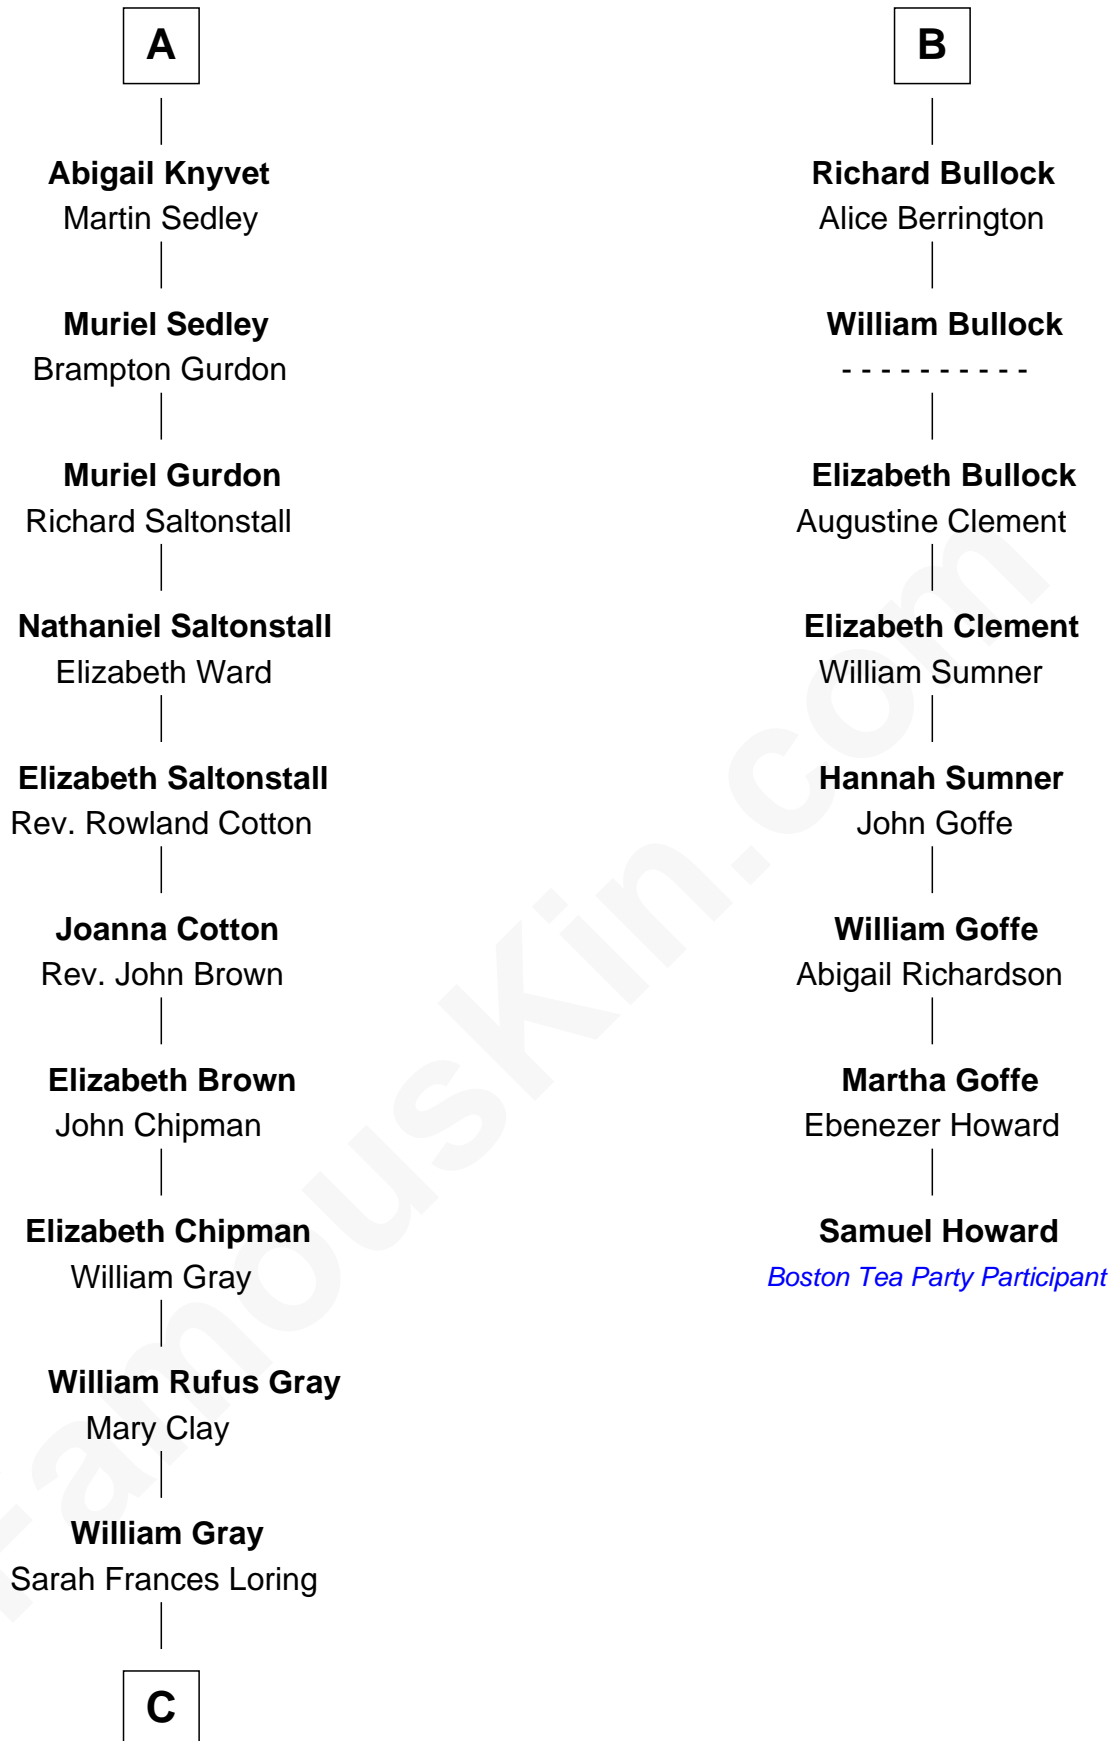 A
Abigail Knyvet
Martin Sedley
Muriel Sedley
Brampton Gurdon
Muriel Gurdon
Richard Saltonstall
Nathaniel Saltonstall
Elizabeth Ward
Elizabeth Saltonstall
Rev. Rowland Cotton
Joanna Cotton
Rev. John Brown
Elizabeth Brown
John Chipman
Elizabeth Chipman
William Gray
William Rufus Gray
Mary Clay
William Gray
Sarah Frances Loring
C
B
Richard Bullock
Alice Berrington
William Bullock
- - - - - - - - - -
Elizabeth Bullock
Augustine Clement
Elizabeth Clement
William Sumner
Hannah Sumner
John Goffe
William Goffe
Abigail Richardson
Martha Goffe
Ebenezer Howard
Samuel Howard
Boston Tea Party Participant
FamousKin.com